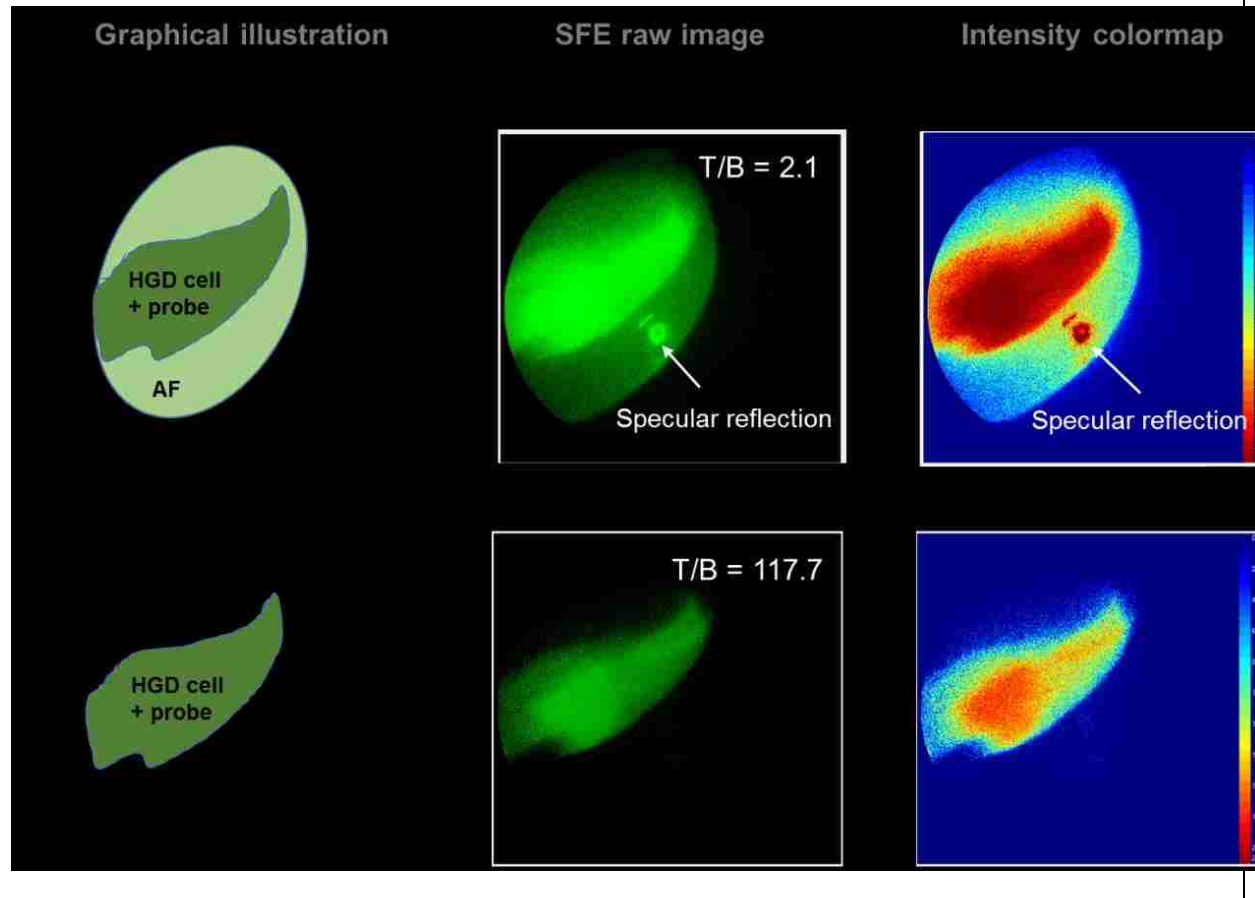 Graphical illustration
SFE raw image
Intensity colormap
HGD cell
+ probe
AF
T/B = 2.1
Specular reflection
Specular reflection
HGD cell
+ probe
T/B = 117.7